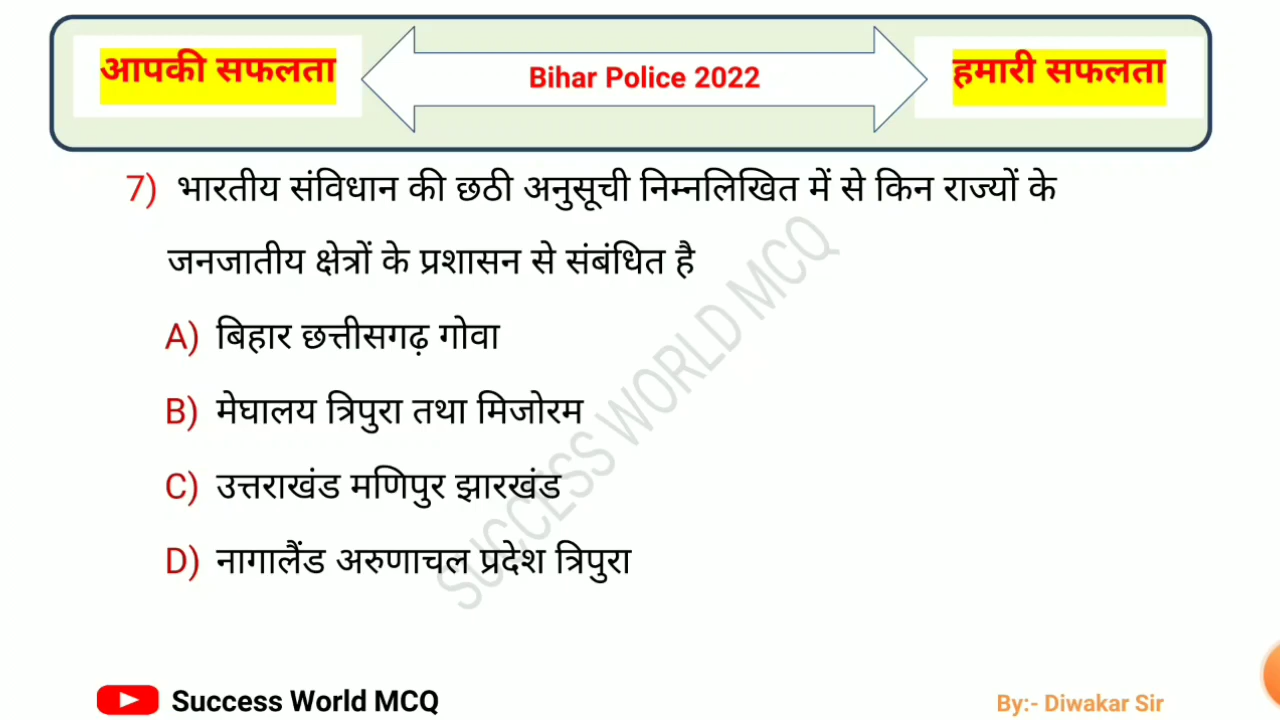 आपकी सफलता
Bihar Police 2022
हमारी सफलता
7) भारतीय संविधान की छठी अनुसूची निम्नलिखित में से किन राज्यों के
जनजातीय क्षेत्रों के प्रशासन से संबंधित है
A) बिहार छत्तीसगढ़ गोवा
B) मेघालय त्रिपुरा तथा मिजोरम
C) उत्तराखंड मणिपुर झारखंड
D) नागालैंड अरुणाचल प्रदेश त्रिपुरा
SUCCESS WORLD MCQ
Success World MCQ
By:- Diwakar Sir